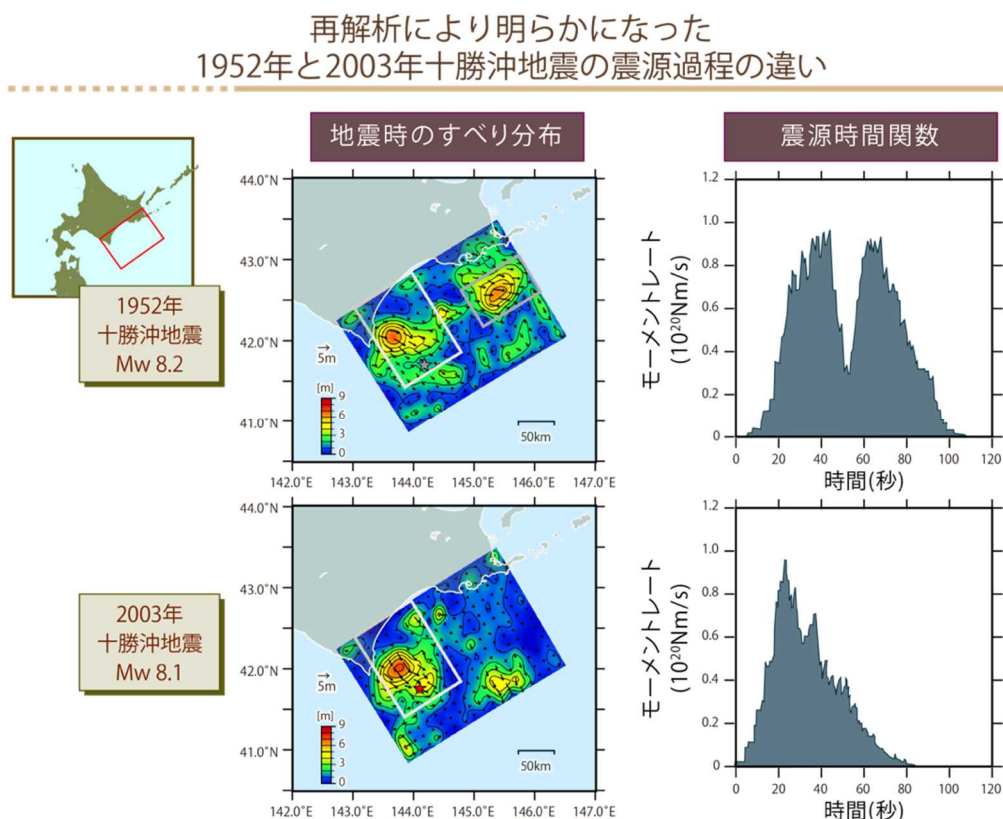 再解析により明らかになった
1952年と2003年十勝沖地震の震源過程の違い
地震時のすべり分布
震源時間関数
1952年
十勝沖地震
Mw 8.2
44.0°N
43.0°N
42.0°N
41.0°N
5m
[m]
9
6
3
0
50km
142.0°E 143.0°E 144.0°E 145.0°E 146.0°E 147.0°E
モーメントレート
(10²⁰Nm/s)
1.2
1.0
0.8
0.6
0.4
0.2
0
0 20 40 60 80 100 120
時間(秒)
2003年
十勝沖地震
Mw 8.1
44.0°N
43.0°N
42.0°N
41.0°N
5m
[m]
9
6
3
0
50km
142.0°E 143.0°E 144.0°E 145.0°E 146.0°E 147.0°E
モーメントレート
(10²⁰Nm/s)
1.2
1.0
0.8
0.6
0.4
0.2
0
0 20 40 60 80 100 120
時間(秒)